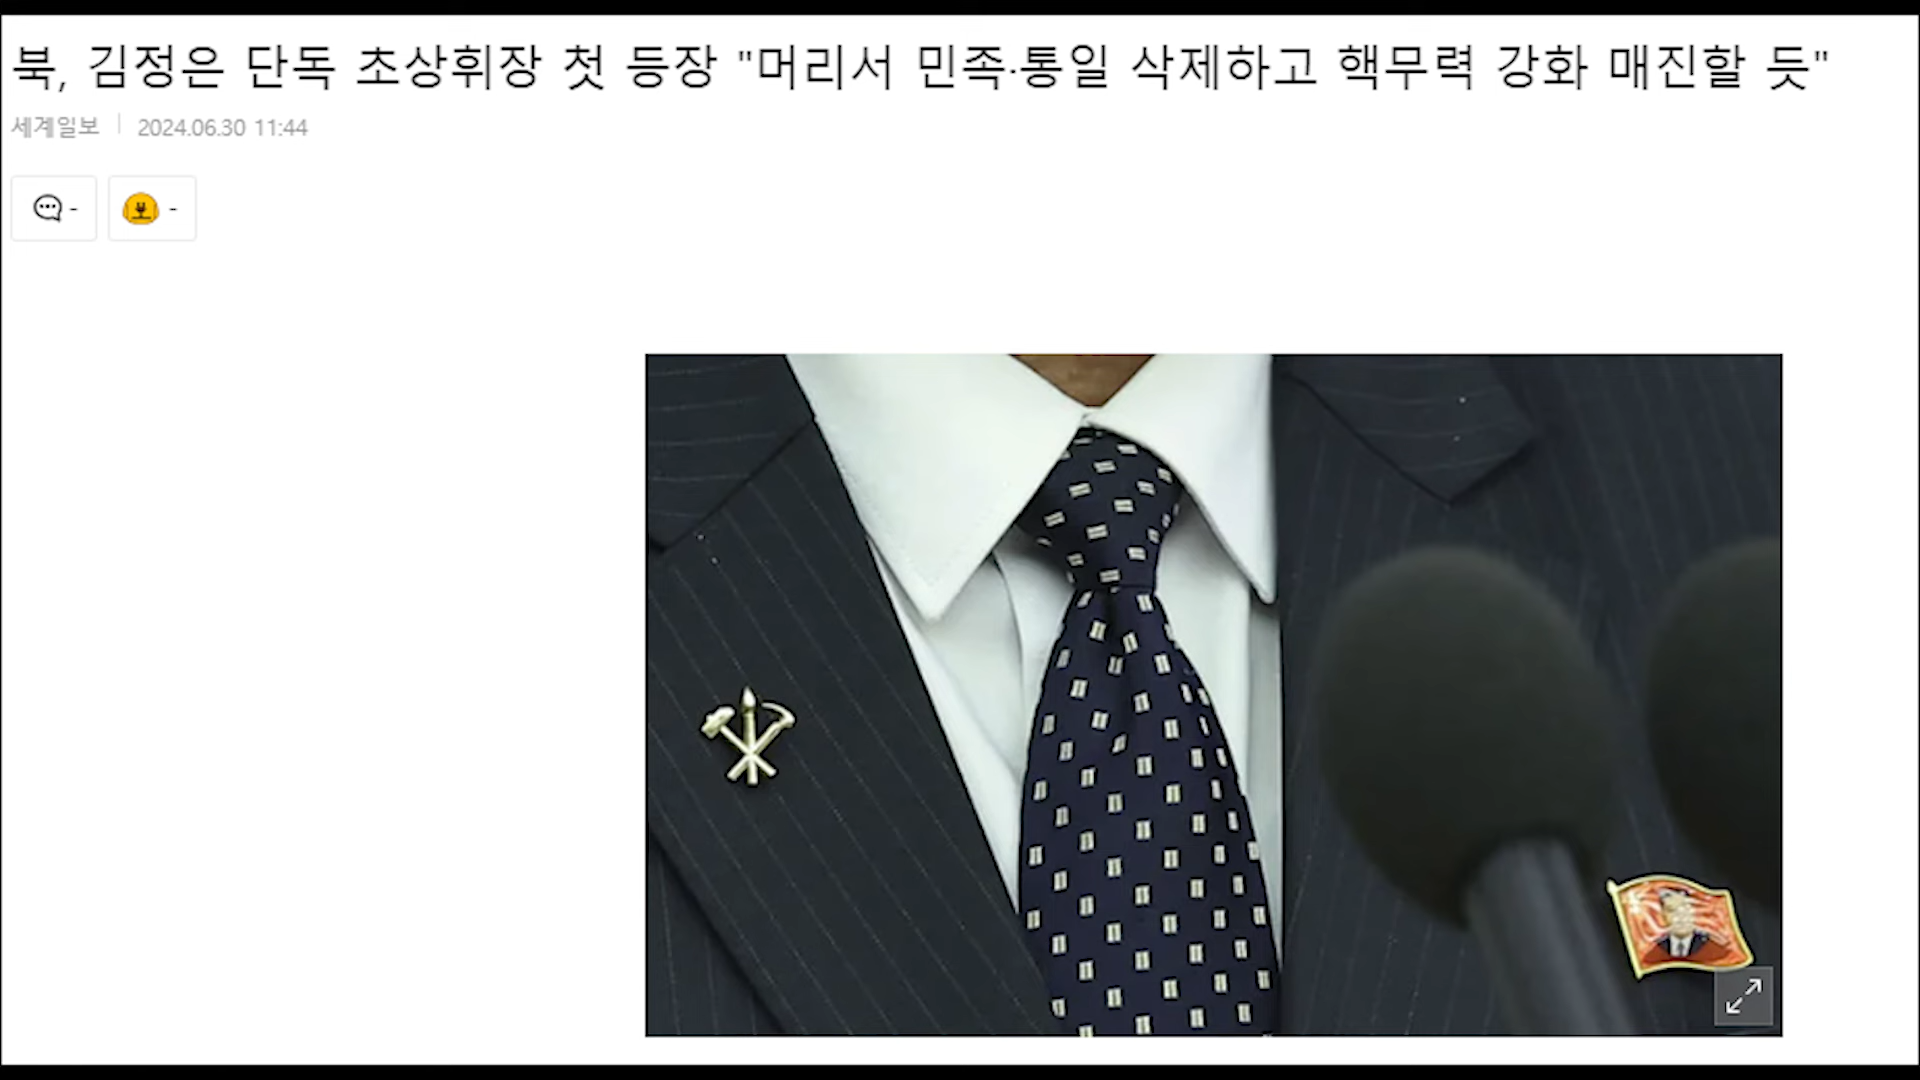 북, 김정은 단독 초상휘장 첫 등장 "머리서 민족·통일 삭제하고 핵무력 강화 매진할 듯"
세계일보 | 2024.06.30 11:44
-
-